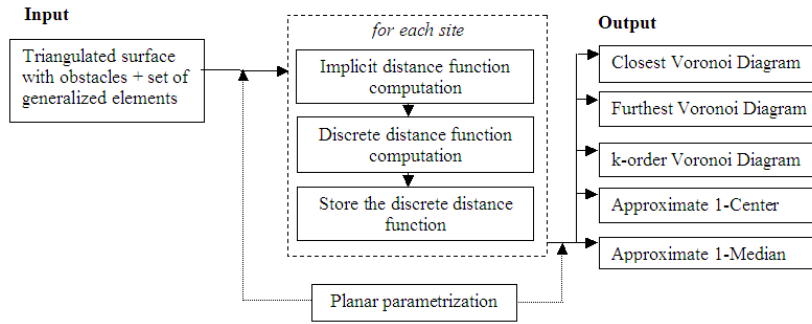 Input
Triangulated surface
with obstacles + set of
generalized elements
for each site
Implicit distance function
computation
Discrete distance function
computation
Store the discrete distance
function
Planar parametrization
Output
Closest Voronoi Diagram
Furthest Voronoi Diagram
k-order Voronoi Diagram
Approximate 1-Center
Approximate 1-Median